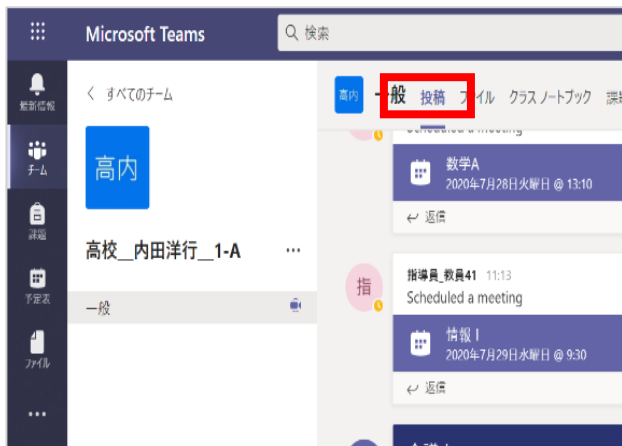 Microsoft Teams
検索
最新情報
チーム
課題
予定表
ファイル
すべてのチーム
高内
高校__内田洋行__1-A
一般
高内
一般 投稿 ファイル クラス ノートブック
Scheduled a meeting
数学A
2020年7月28日火曜日 @ 13:10
返信
指
指導員_教員41 11:13
Scheduled a meeting
情報 I
2020年7月29日水曜日 @ 9:30
返信